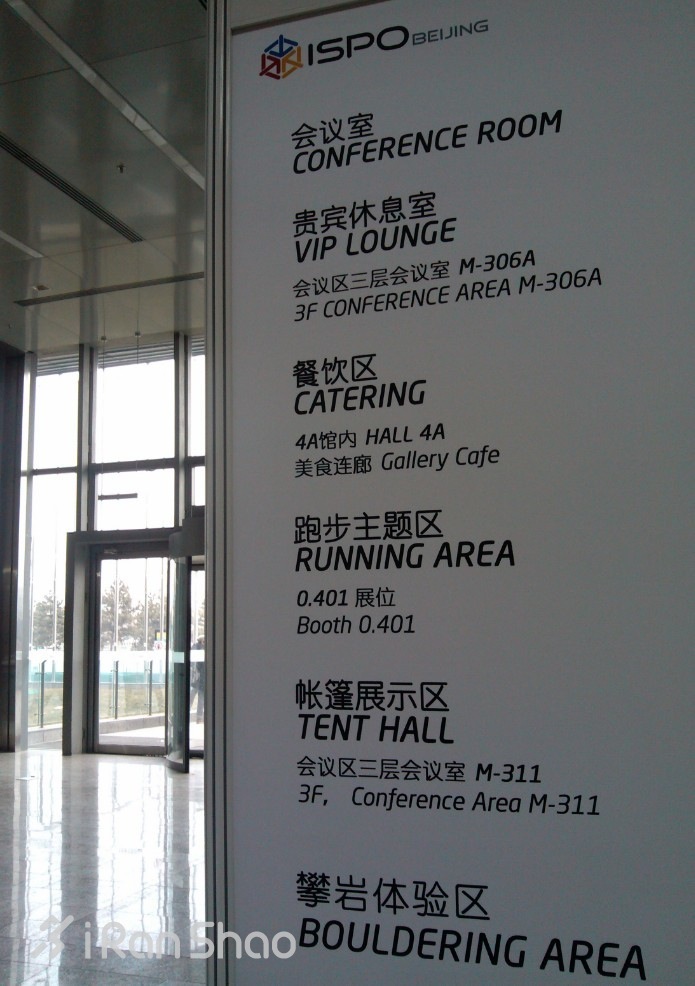 ISPO BEIJING
会议室
CONFERENCE ROOM
贵宾休息室
VIP LOUNGE
会议区三层会议室 M-306A
3F CONFERENCE AREA M-306A
餐饮区
CATERING
4A馆内 HALL 4A
美食连廊 Gallery Cafe
跑步主题区
RUNNING AREA
0.401 展位
Booth 0.401
帐篷展示区
TENT HALL
会议区三层会议室 M-311
3F, Conference Area M-311
攀岩体验区
BOULDERING AREA
iRanShao